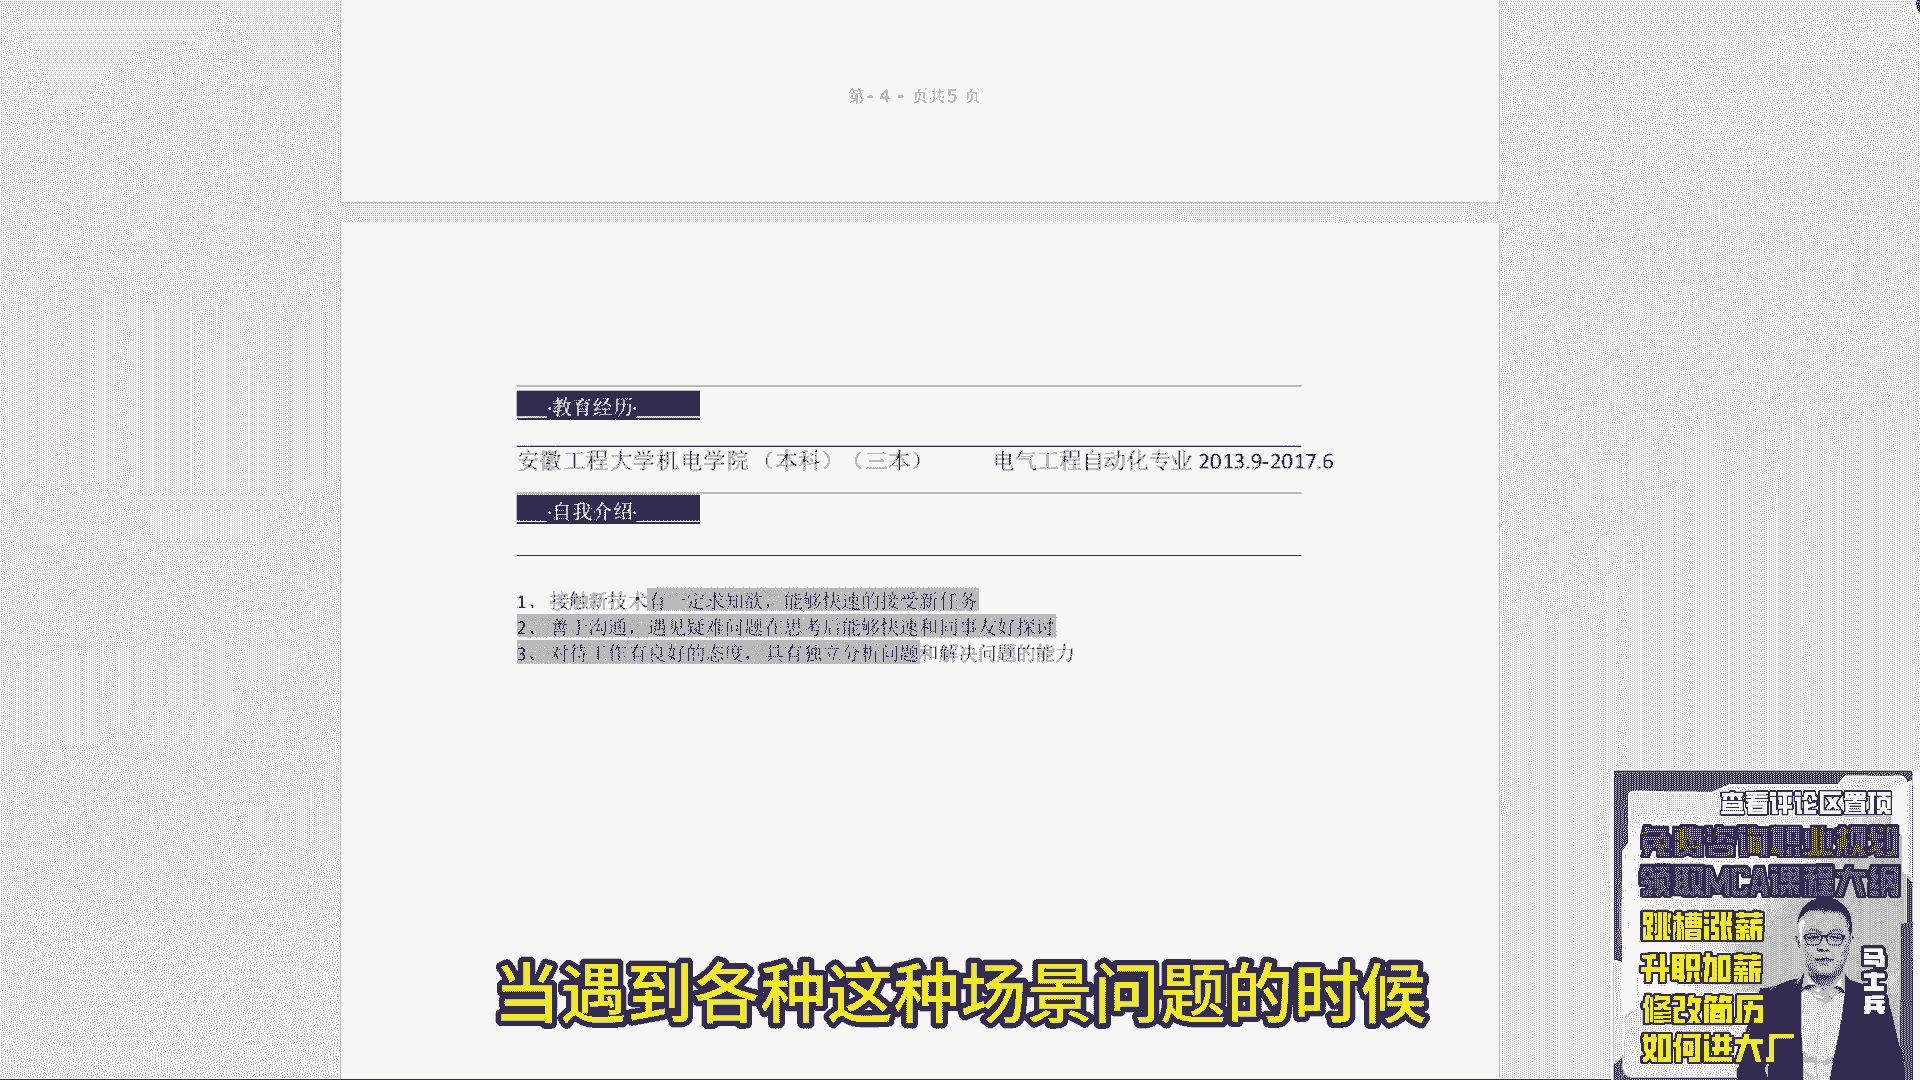 第- 4 - 页共5 页
·教育经历·
安徽工程大学机电学院（本科）（三本） 电气工程自动化专业 2013.9-2017.6
·自我介绍·
1、 接触新技术有一定求知欲，能够快速的接受新任务
2、 善于沟通，遇见疑难问题在思考后能够快速和同事友好探讨
3、 对待工作有良好的态度，具有独立分析问题和解决问题的能力
当遇到各种这种场景问题的时候
查看评论区置顶
免费咨询职业规划
领取MCA课程大纲
跳槽涨薪
升职加薪
修改简历
如何进大厂
马士兵